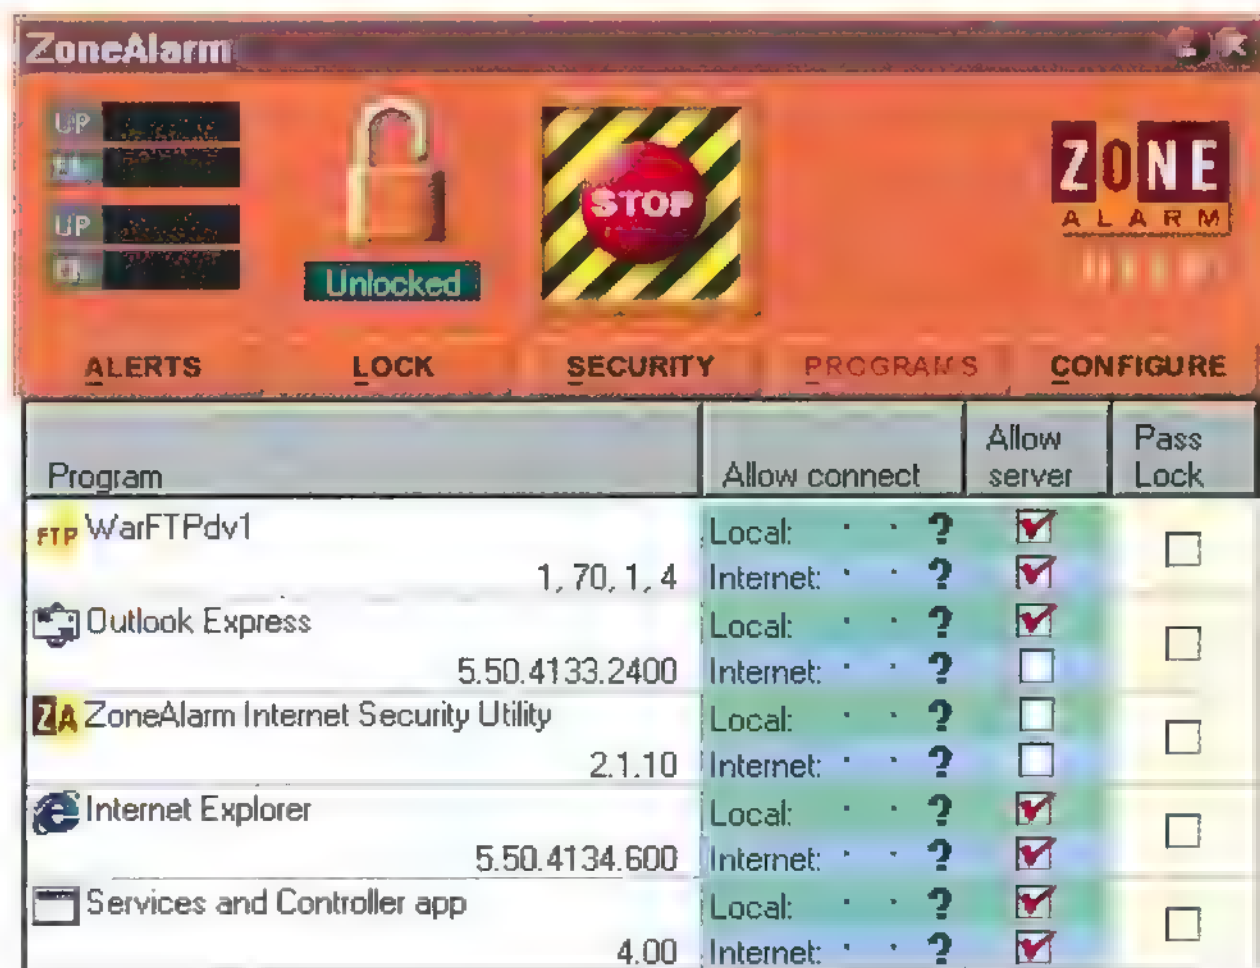 ZoneAlarm
UP
UP
Unlocked
STOP
ZONE
ALARM
ALERTS LOCK SECURITY PROGRAMS CONFIGURE
Program Allow connect Allow server Pass Lock
FTP WarFTPdv1 Local: ?
1, 70, 1, 4 Internet: ?
Outlook Express Local: ?
5.50.4133.2400 Internet: ?
ZA ZoneAlarm Internet Security Utility Local: ?
2.1.10 Internet: ?
Internet Explorer Local: ?
5.50.4134.600 Internet: ?
Services and Controller app Local: ?
4.00 Internet: ?